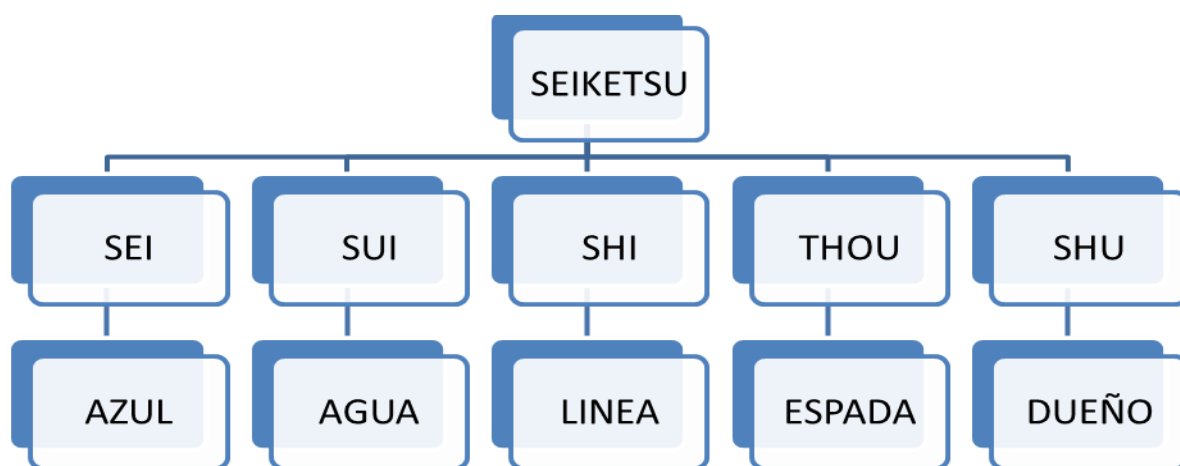 SEIKETSU
SEI
SUI
SHI
THOU
SHU
AZUL
AGUA
LINEA
ESPADA
DUEÑO